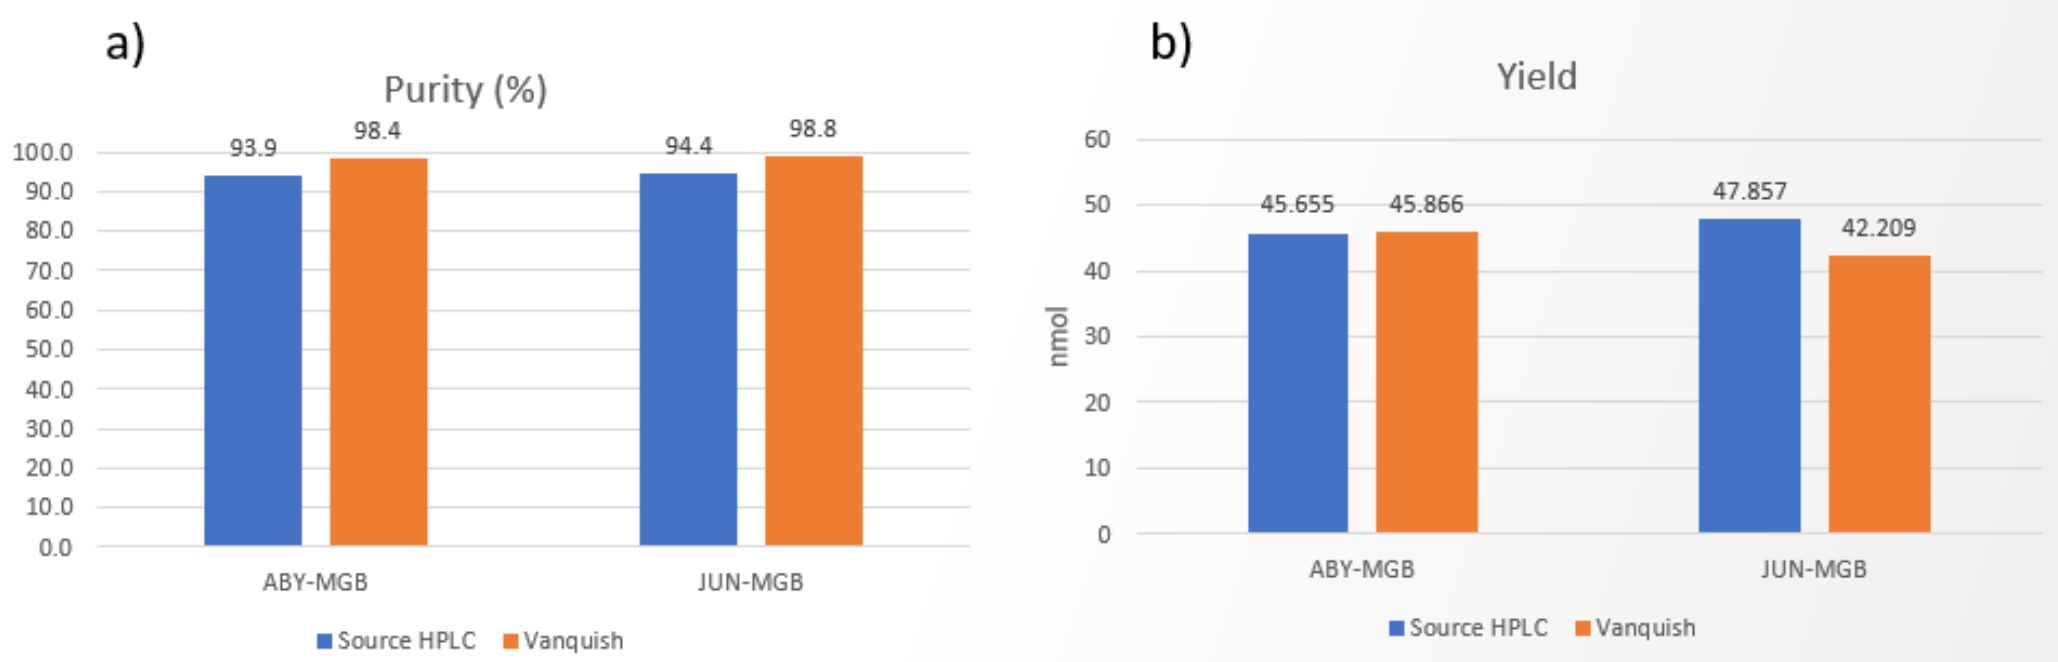 a)
Purity (%)
93.9
98.4
94.4
98.8
100.0
90.0
80.0
70.0
60.0
50.0
40.0
30.0
20.0
10.0
0.0
ABY-MGB
JUN-MGB
Source HPLC
Vanquish
b)
Yield
45.655
45.866
47.857
42.209
60
50
40
30
20
10
0
nmol
ABY-MGB
JUN-MGB
Source HPLC
Vanquish